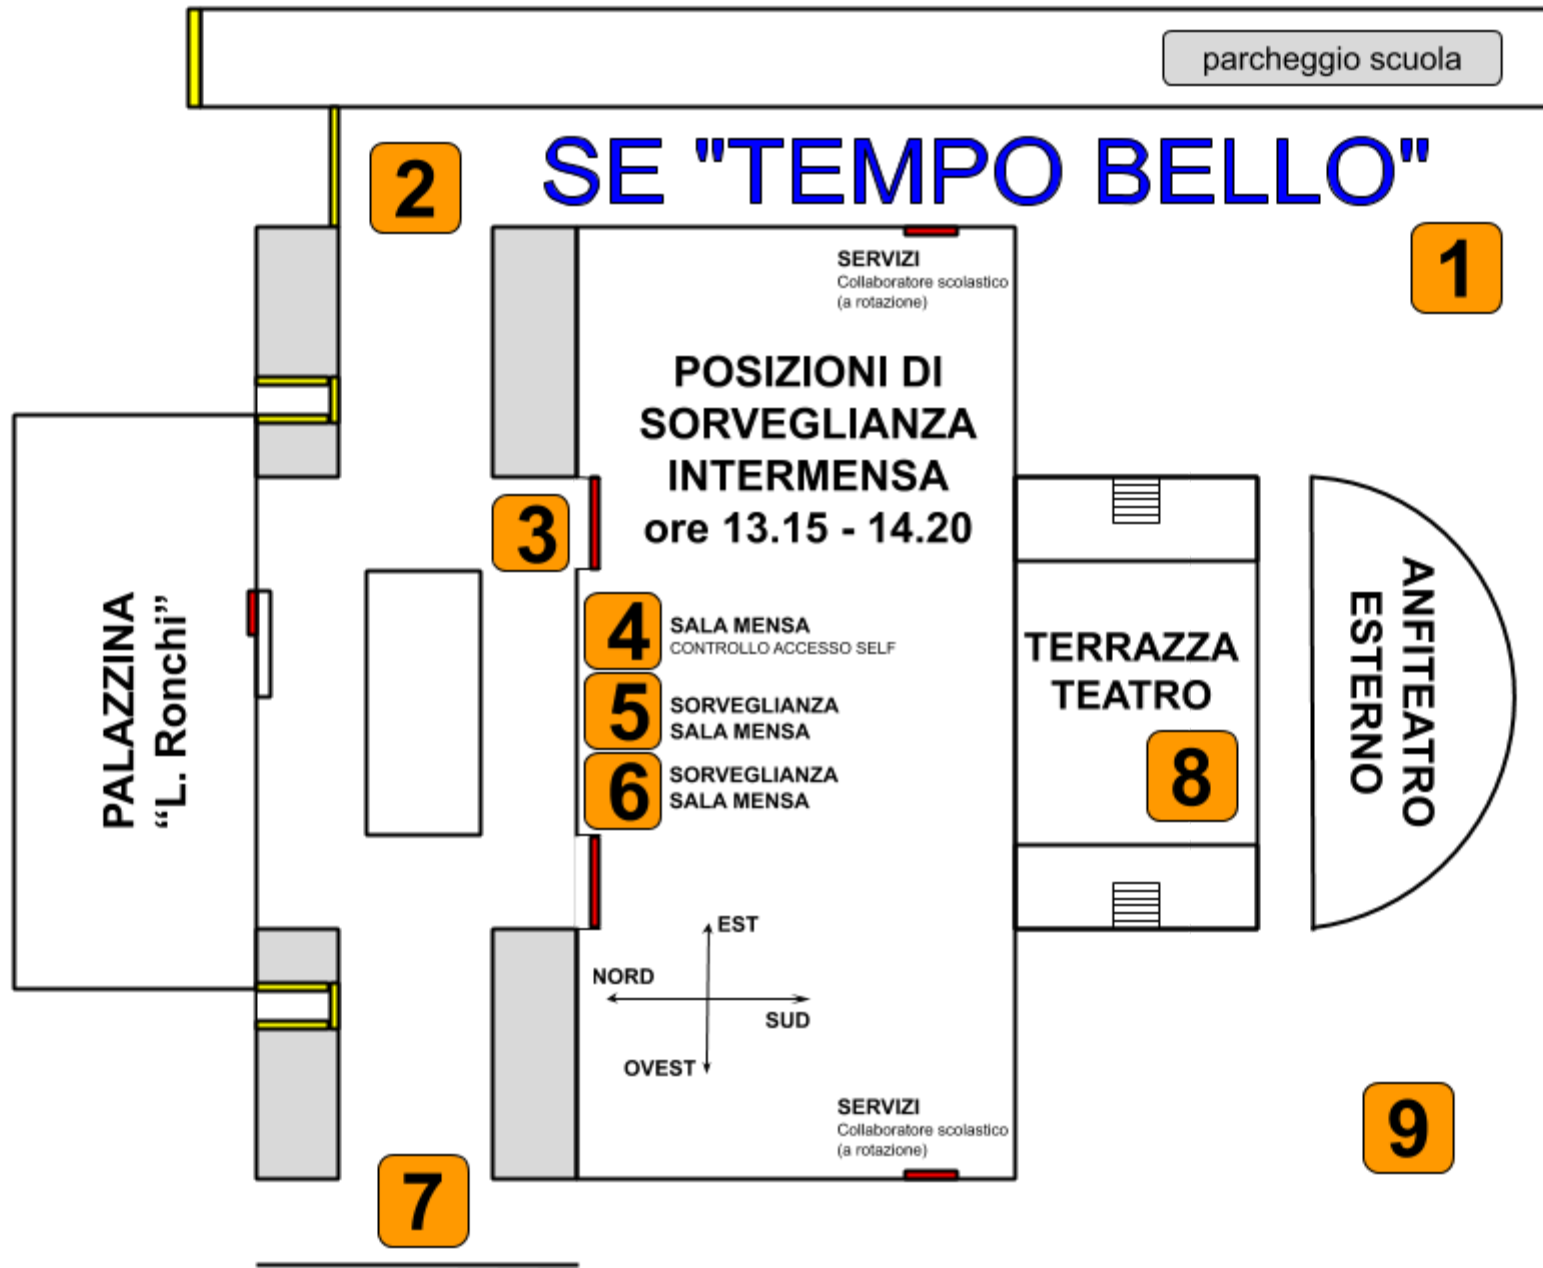 parcheggio scuola
SE "TEMPO BELLO"
2
1
SERVIZI
Collaboratore scolastico
(a rotazione)
POSIZIONI DI
SORVEGLIANZA
INTERMENSA
ore 13.15 - 14.20
3
4
SALA MENSA
CONTROLLO ACCESSO SELF
5
SORVEGLIANZA
SALA MENSA
6
SORVEGLIANZA
SALA MENSA
PALAZZINA
“L. Ronchi”
TERRAZZA
TEATRO
8
ANFITEATRO
ESTERNO
EST
NORD
SUD
OVEST
SERVIZI
Collaboratore scolastico
(a rotazione)
9
7